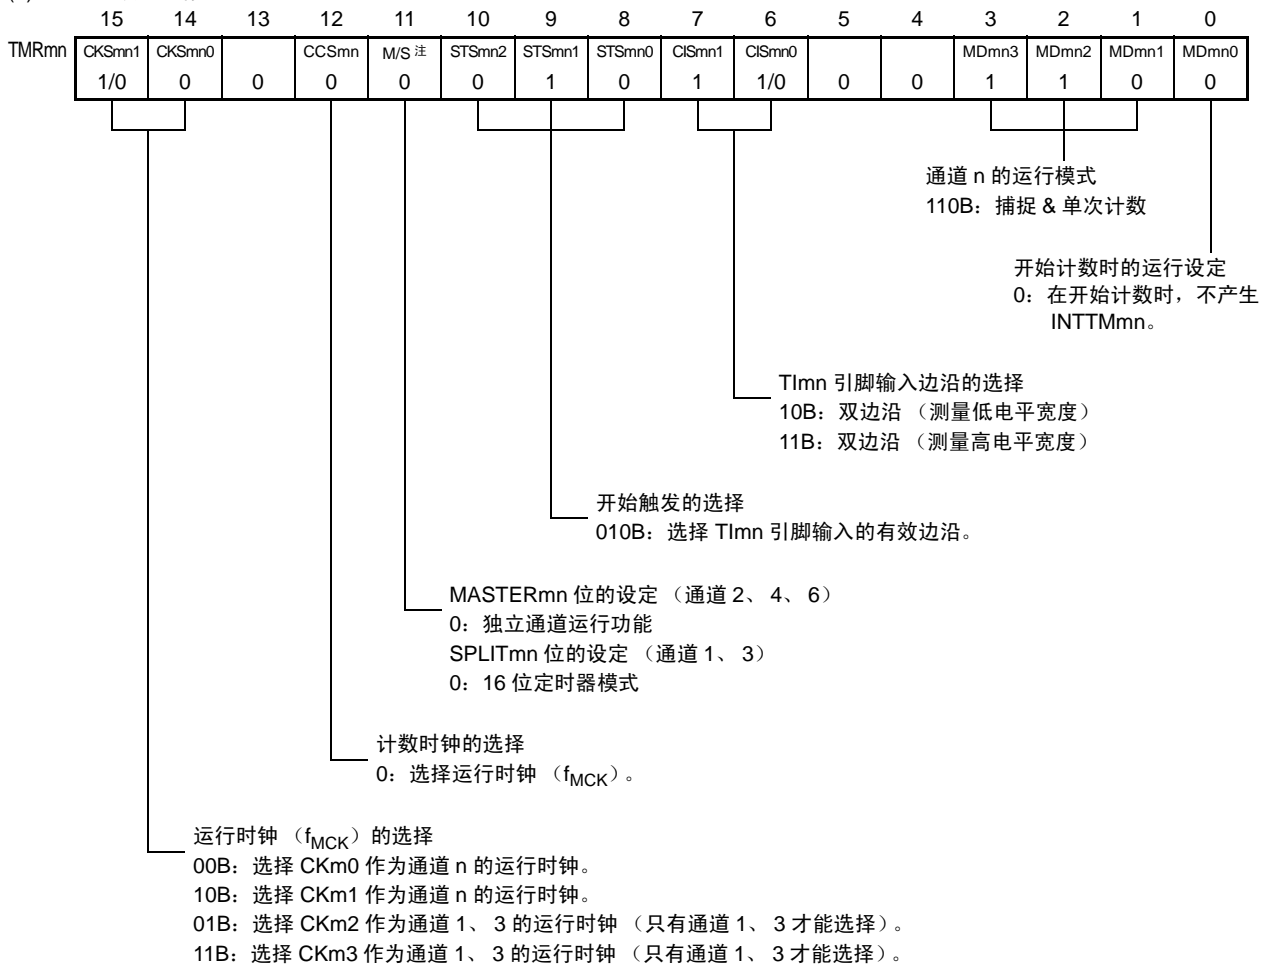 15 14 13 12 11 10 9 8 7 6 5 4 3 2 1 0
TMRmn CKSmn1 CKSmn0 CCSmn M/S 注 STSmn2 STSmn1 STSmn0 CISmn1 CISmn0 MDmn3 MDmn2 MDmn1 MDmn0
1/0 0 0 0 0 0 1 0 1 1/0 0 0 1 1 0 0
通道 n 的运行模式
110B：捕捉 & 单次计数
开始计数时的运行设定
0：在开始计数时，不产生
INTTMmn。
TImn 引脚输入边沿的选择
10B：双边沿 （测量低电平宽度）
11B：双边沿 （测量高电平宽度）
开始触发的选择
010B：选择 TImn 引脚输入的有效边沿。
MASTERmn 位的设定 （通道 2、 4、 6）
0：独立通道运行功能
SPLITmn 位的设定 （通道 1、 3）
0：16 位定时器模式
计数时钟的选择
0：选择运行时钟 （fMCK）。
运行时钟 （fMCK）的选择
00B：选择 CKm0 作为通道 n 的运行时钟。
10B：选择 CKm1 作为通道 n 的运行时钟。
01B：选择 CKm2 作为通道 1、 3 的运行时钟 （只有通道 1、 3 才能选择）。
11B：选择 CKm3 作为通道 1、 3 的运行时钟 （只有通道 1、 3 才能选择）。